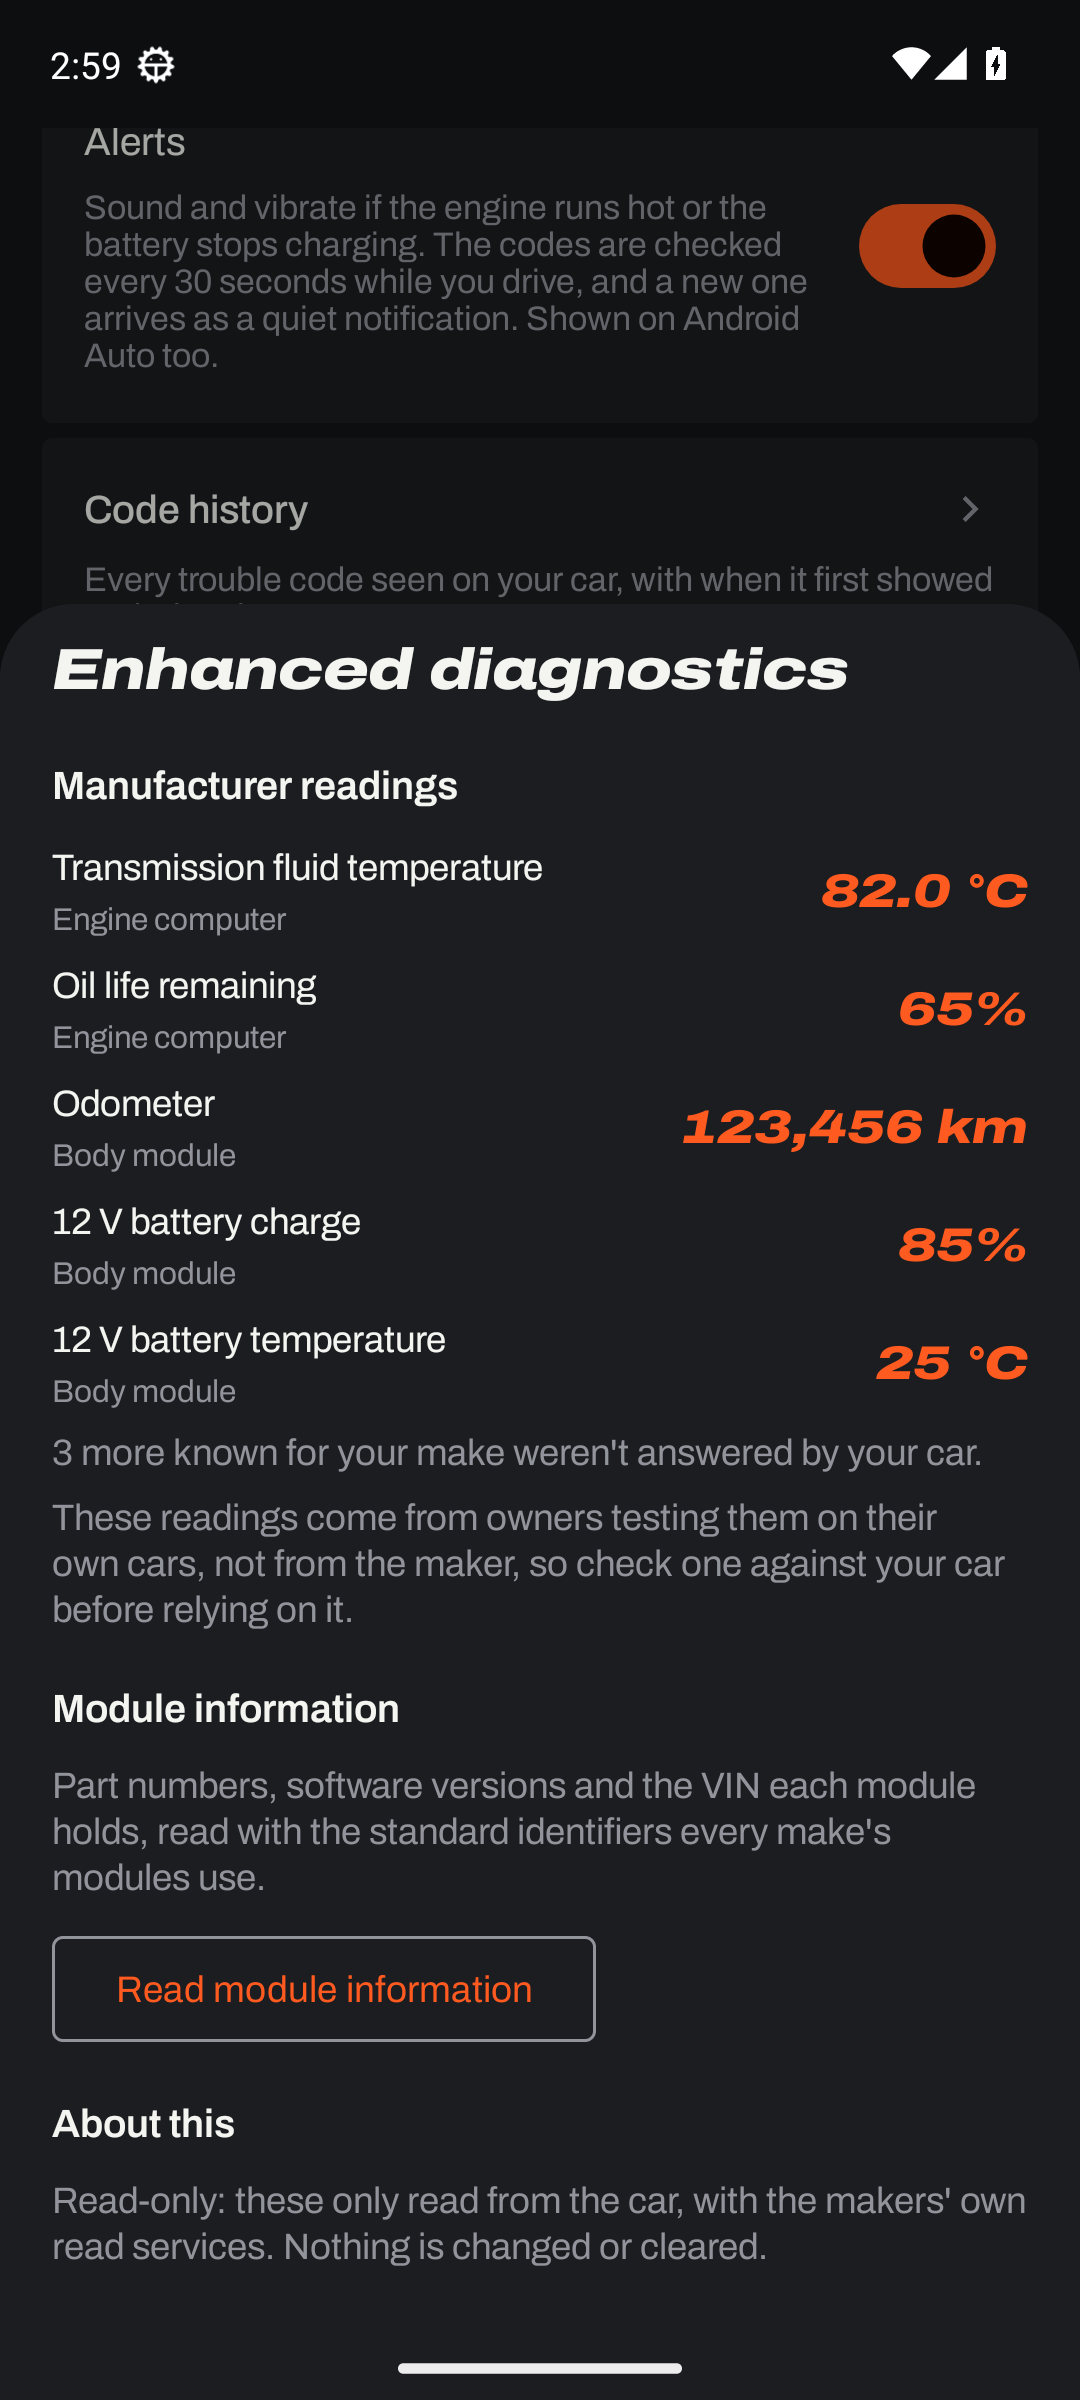 2:59
Alerts
Sound and vibrate if the engine runs hot or the
battery stops charging. The codes are checked
every 30 seconds while you drive, and a new one
arrives as a quiet notification. Shown on Android
Auto too.
Code history
Every trouble code seen on your car, with when it first showed
Enhanced diagnostics
Manufacturer readings
Transmission fluid temperature
Engine computer
82.0 °C
Oil life remaining
Engine computer
65%
Odometer
Body module
123,456 km
12 V battery charge
Body module
85%
12 V battery temperature
Body module
25 °C
3 more known for your make weren't answered by your car.
These readings come from owners testing them on their
own cars, not from the maker, so check one against your car
before relying on it.
Module information
Part numbers, software versions and the VIN each module
holds, read with the standard identifiers every make's
modules use.
Read module information
About this
Read-only: these only read from the car, with the makers' own
read services. Nothing is changed or cleared.